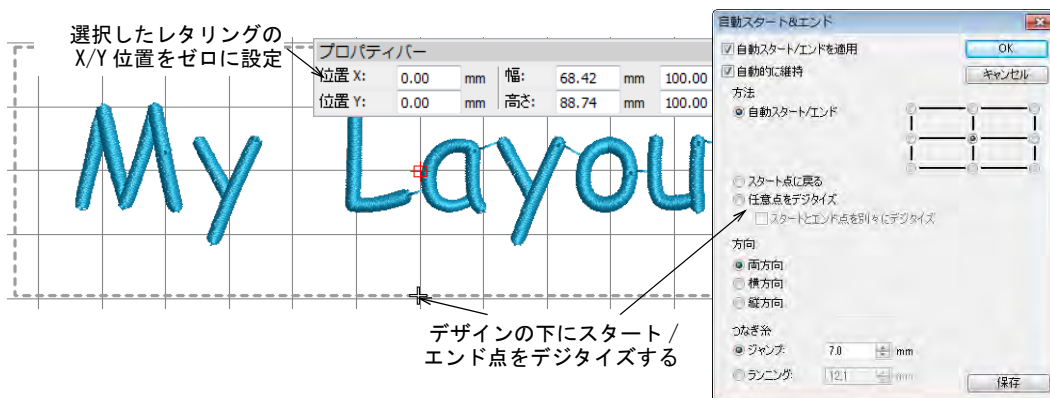 選択したレタリングの
X/Y 位置をゼロに設定
プロパティバー
位置 X: 0.00 mm 幅: 68.42 mm 100.00
位置 Y: 0.00 mm 高さ: 88.74 mm 100.00
My Layou
デザインの下にスタート /
エンド点をデジタイズする
自動スタート&エンド
自動スタート/エンドを適用
OK
自動的に維持
キャンセル
方法
自動スタート/エンド
スタート点に戻る
任意点をデジタイズ
スタートとエンド点を別々にデジタイズ
方向
両方向
横方向
縦方向
つなぎ糸
ジャンプ: 7.0 mm
ランニング: 12.1 mm
保存